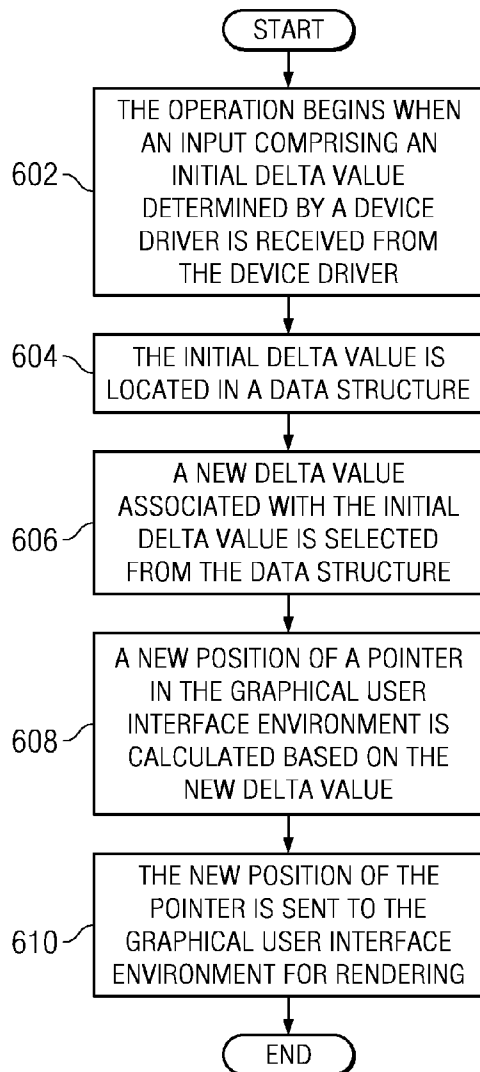 START
602
THE OPERATION BEGINS WHEN
AN INPUT COMPRISING AN
INITIAL DELTA VALUE
DETERMINED BY A DEVICE
DRIVER IS RECEIVED FROM
THE DEVICE DRIVER
604
THE INITIAL DELTA VALUE IS
LOCATED IN A DATA STRUCTURE
606
A NEW DELTA VALUE
ASSOCIATED WITH THE INITIAL
DELTA VALUE IS SELECTED
FROM THE DATA STRUCTURE
608
A NEW POSITION OF A POINTER
IN THE GRAPHICAL USER
INTERFACE ENVIRONMENT IS
CALCULATED BASED ON THE
NEW DELTA VALUE
610
THE NEW POSITION OF THE
POINTER IS SENT TO THE
GRAPHICAL USER INTERFACE
ENVIRONMENT FOR RENDERING
END